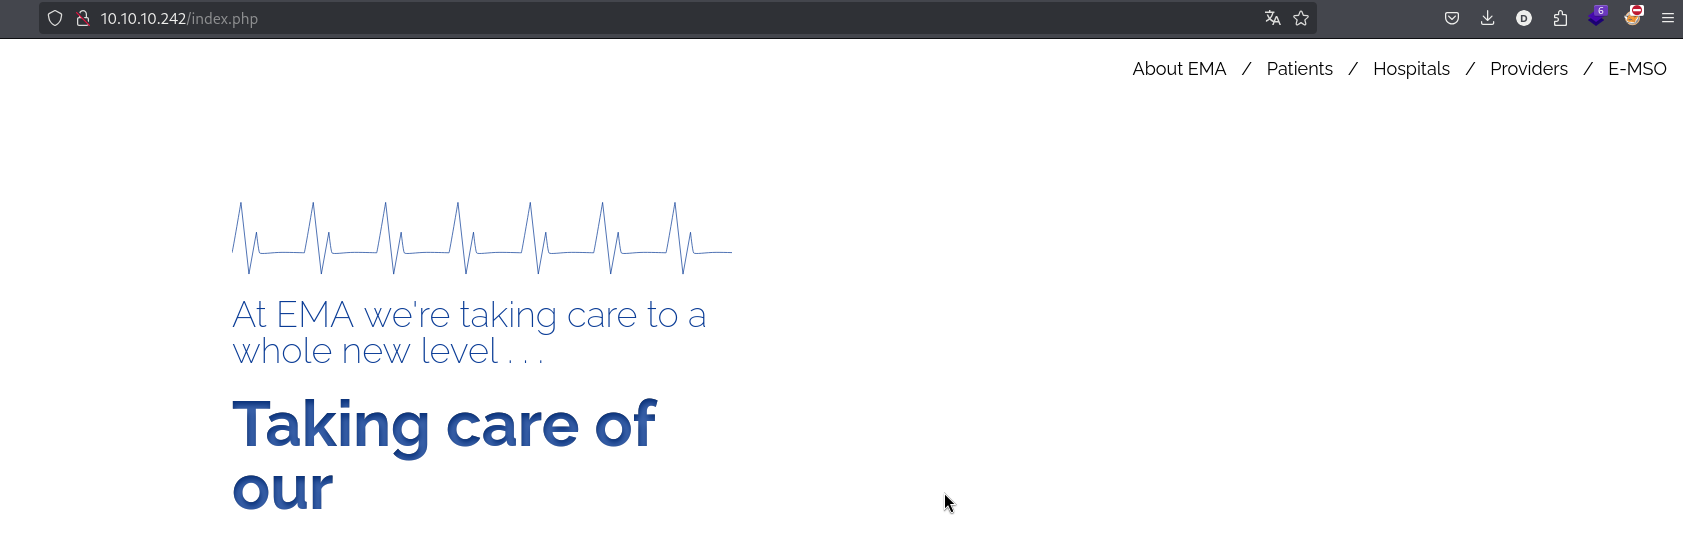 10.10.10.242/index.php
D
6
About EMA / Patients / Hospitals / Providers / E-MSO
At EMA we're taking care to a
whole new level . . .
Taking care of
our